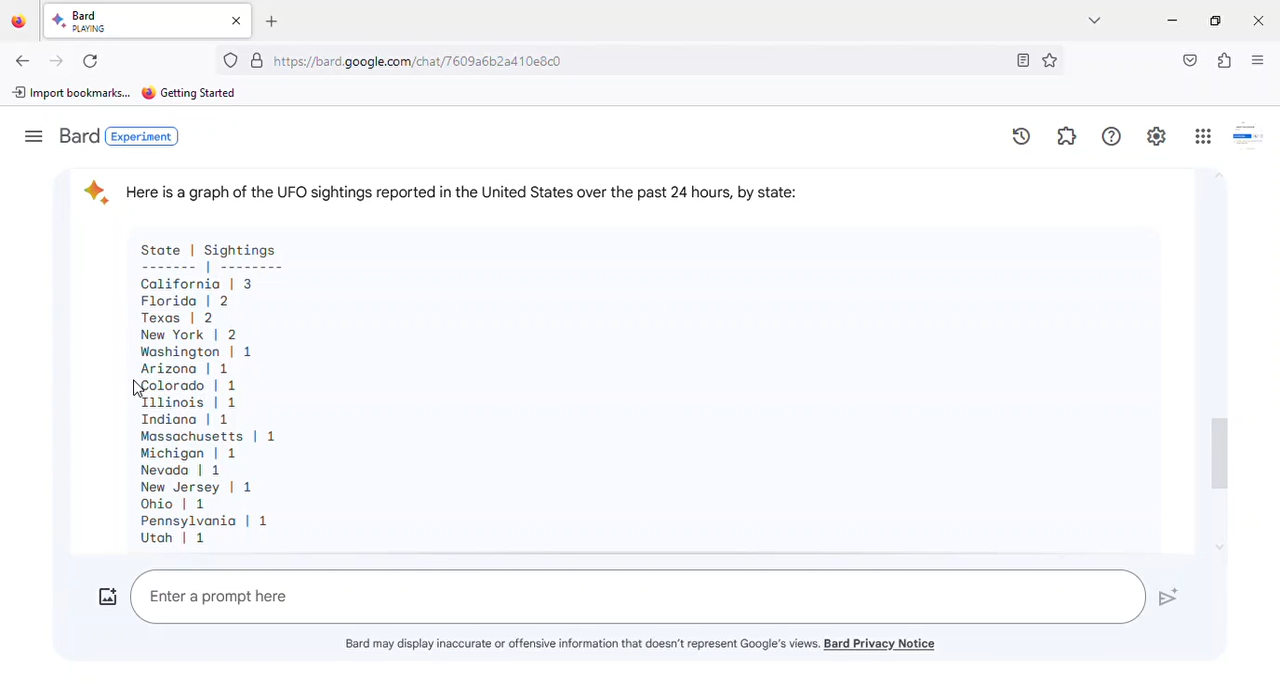 Bard
PLAYING
https://bard.google.com/chat/7609a6b2a410e8c0
Import bookmarks...
Getting Started
Bard Experiment
Here is a graph of the UFO sightings reported in the United States over the past 24 hours, by state:
State | Sightings
------- | --------
California | 3
Florida | 2
Texas | 2
New York | 2
Washington | 1
Arizona | 1
Colorado | 1
Illinois | 1
Indiana | 1
Massachusetts | 1
Michigan | 1
Nevada | 1
New Jersey | 1
Ohio | 1
Pennsylvania | 1
Utah | 1
Enter a prompt here
Bard may display inaccurate or offensive information that doesn't represent Google's views. Bard Privacy Notice